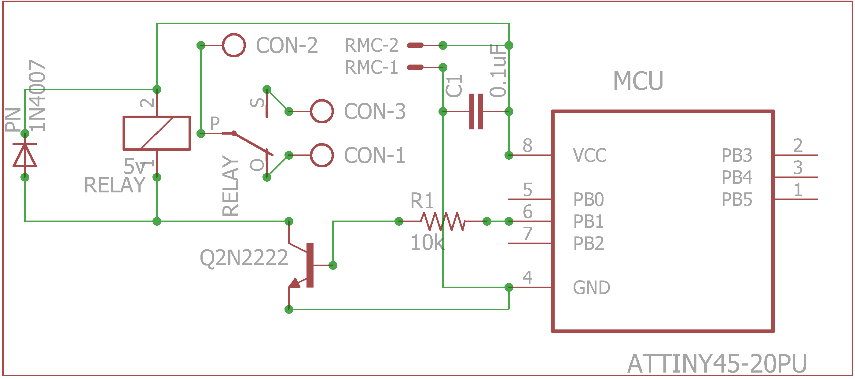 CON-2
RMC-2
RMC-1
PN
1N4007
2
5v
1
RELAY
P
S
O
RELAY
CON-3
CON-1
C1
0.1uF
MCU
8
VCC
5
PB0
6
PB1
7
PB2
4
GND
PB3
2
PB4
3
PB5
1
R1
10k
Q2N2222
ATTINY45-20PU